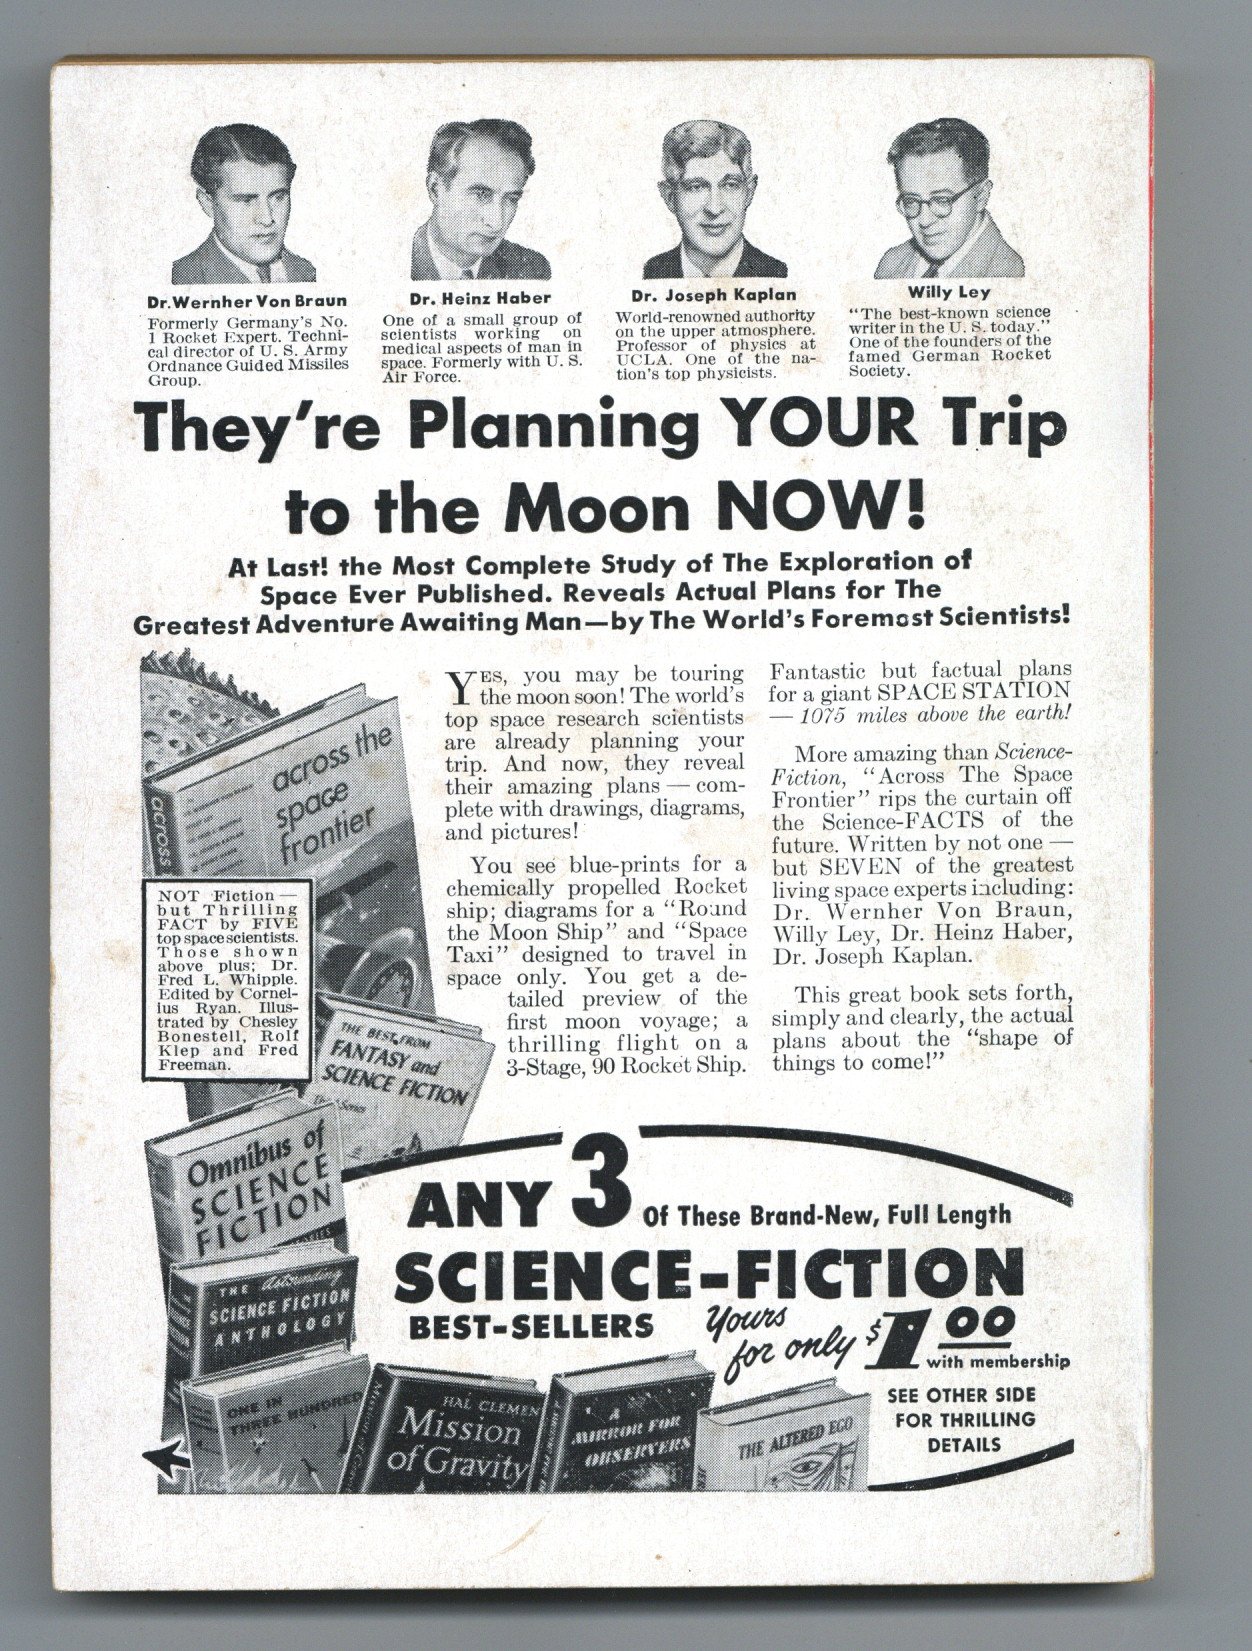 Dr. Wernher Von Braun
Formerly Germany's No.
1 Rocket Expert. Techni-
cal director of U. S. Army
Ordnance Guided Missiles
Group.
Dr. Heinz Haber
One of a small group of
scientists working on
medical aspects of man in
space. Formerly with U. S.
Air Force.
Dr. Joseph Kaplan
World-renowned authority
on the upper atmosphere.
Professor of physics at
UCLA. One of the na-
tion's top physicists.
Willy Ley
"The best-known science
writer in the U. S. today."
One of the founders of the
famed German Rocket
Society.
They're Planning YOUR Trip
to the Moon NOW!
At Last! the Most Complete Study of The Exploration of
Space Ever Published. Reveals Actual Plans for The
Greatest Adventure Awaiting Man—by The World's Foremost Scientists!
across the
space
frontier
across
NOT Fiction—
but Thrilling
FACT by FIVE
top space scientists.
Those shown
above plus; Dr.
Fred L. Whipple.
Edited by Cornel-
ius Ryan. Illus-
trated by Chesley
Bonestell, Rolf
Klep and Fred
Freeman.
YES, you may be touring
the moon soon! The world's
top space research scientists
are already planning your
trip. And now, they reveal
their amazing plans — com-
plete with drawings, diagrams,
and pictures!
You see blue-prints for a
chemically propelled Rocket
ship; diagrams for a "Round
the Moon Ship" and "Space
Taxi" designed to travel in
space only. You get a de-
tailed preview of the
first moon voyage; a
thrilling flight on a
3-Stage, 90 Rocket Ship.
Fantastic but factual plans
for a giant SPACE STATION
— 1075 miles above the earth!
More amazing than Science-
Fiction, "Across The Space
Frontier" rips the curtain off
the Science-FACTS of the
future. Written by not one —
but SEVEN of the greatest
living space experts including:
Dr. Wernher Von Braun,
Willy Ley, Dr. Heinz Haber,
Dr. Joseph Kaplan.
This great book sets forth,
simply and clearly, the actual
plans about the "shape of
things to come!"
THE BEST FROM
FANTASY and
SCIENCE FICTION
Omnibus of
SCIENCE
FICTION
THE Astounding
SCIENCE FICTION
ANTHOLOGY
ONE IN
THREE HUNDRED
HAL CLEMEN
Mission
of Gravity
A
MIRROR FOR
OBSERVERS
THE ALTERED EGO
ANY 3 Of These Brand-New, Full Length
SCIENCE-FICTION
BEST-SELLERS
Yours
for only $1.00
with membership
SEE OTHER SIDE
FOR THRILLING
DETAILS